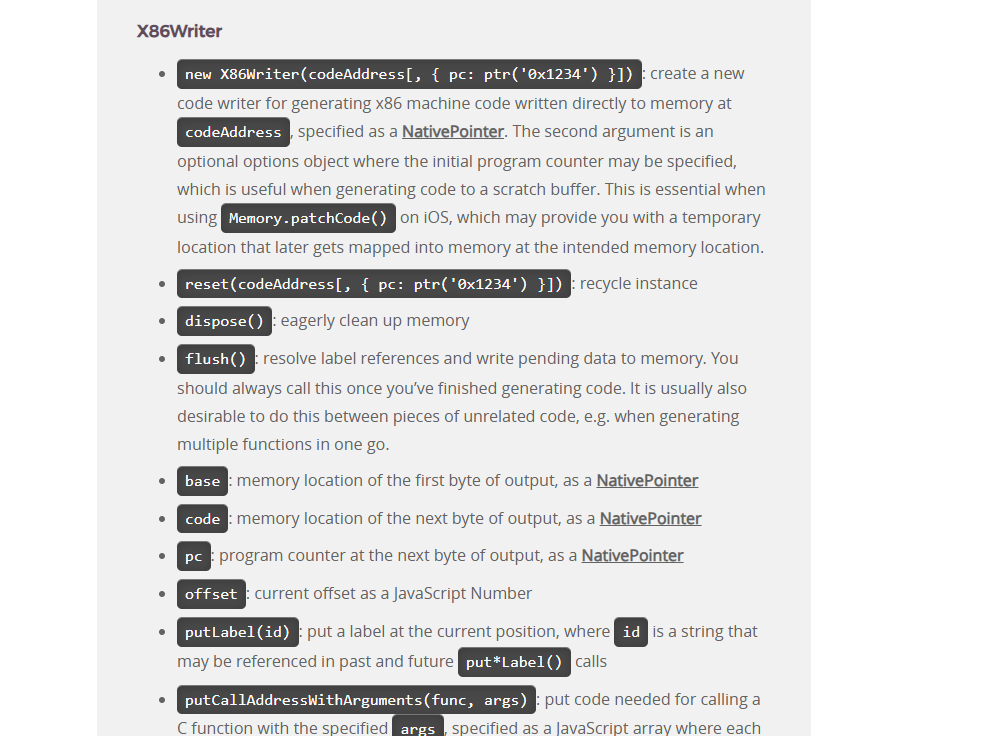 X86Writer
new X86Writer(codeAddress[, { pc: ptr('0x1234') }]): create a new
code writer for generating x86 machine code written directly to memory at
codeAddress, specified as a NativePointer. The second argument is an
optional options object where the initial program counter may be specified,
which is useful when generating code to a scratch buffer. This is essential when
using Memory.patchCode() on iOS, which may provide you with a temporary
location that later gets mapped into memory at the intended memory location.
reset(codeAddress[, { pc: ptr('0x1234') }]): recycle instance
dispose(): eagerly clean up memory
flush(): resolve label references and write pending data to memory. You
should always call this once you’ve finished generating code. It is usually also
desirable to do this between pieces of unrelated code, e.g. when generating
multiple functions in one go.
base: memory location of the first byte of output, as a NativePointer
code: memory location of the next byte of output, as a NativePointer
pc: program counter at the next byte of output, as a NativePointer
offset: current offset as a JavaScript Number
putLabel(id): put a label at the current position, where id is a string that
may be referenced in past and future put*Label() calls
putCallAddressWithArguments(func, args): put code needed for calling a
C function with the specified args, specified as a JavaScript array where each